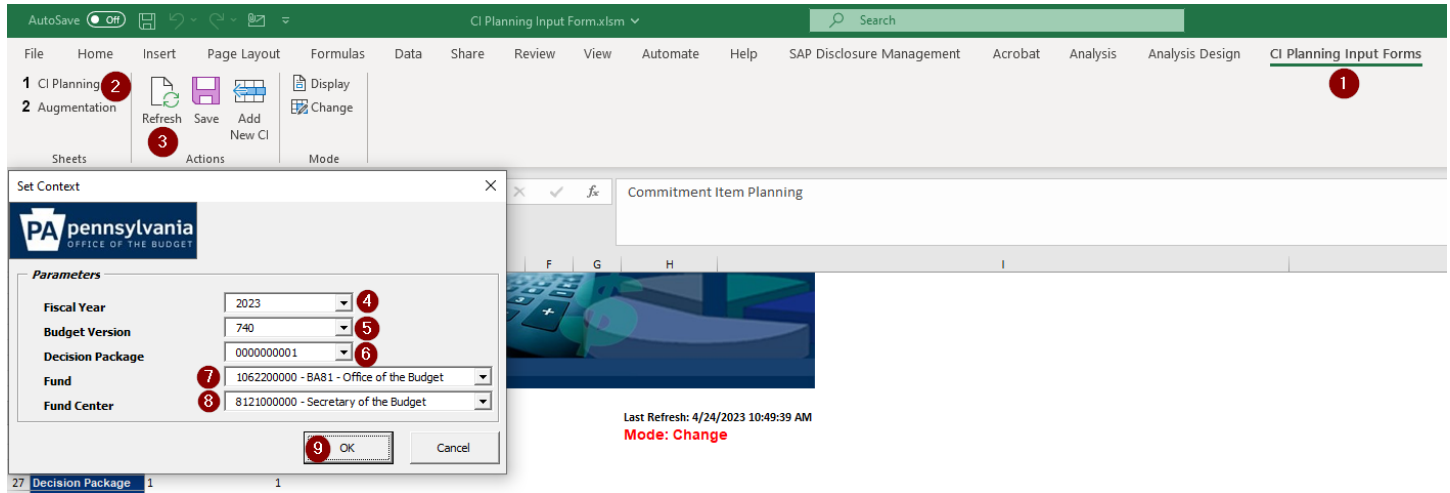 AutoSave Off CI Planning Input Form.xlsm Search
File Home Insert Page Layout Formulas Data Share Review View Automate Help SAP Disclosure Management Acrobat Analysis Analysis Design CI Planning Input Forms
1
1 CI Planning 2
2 Augmentation
Sheets
Refresh
3
Save
Add
New CI
Actions
Display
Change
Mode
Set Context
fx Commitment Item Planning
PA pennsylvania
OFFICE OF THE BUDGET
F G H I
Parameters
Fiscal Year 2023 4
Budget Version 740 5
Decision Package 0000000001 6
Fund 7 1062200000 - BA81 - Office of the Budget
Fund Center 8 8121000000 - Secretary of the Budget
9 OK Cancel
Last Refresh: 4/24/2023 10:49:39 AM
Mode: Change
27 Decision Package 1 1